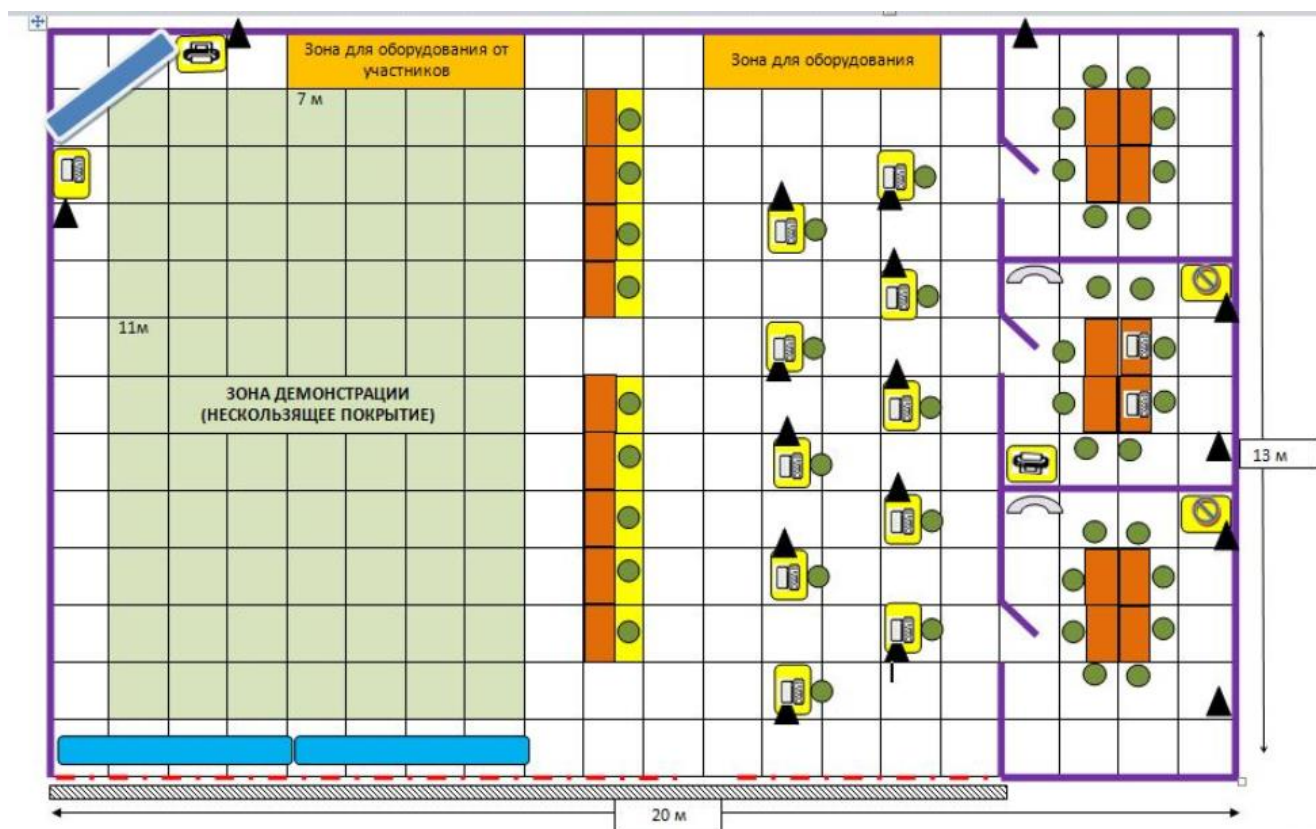 Зона для оборудования от
участников
Зона для оборудования
7 м
11м
ЗОНА ДЕМОНСТРАЦИИ
(НЕСКОЛЬЗЯЩЕЕ ПОКРЫТИЕ)
13 м
20 м